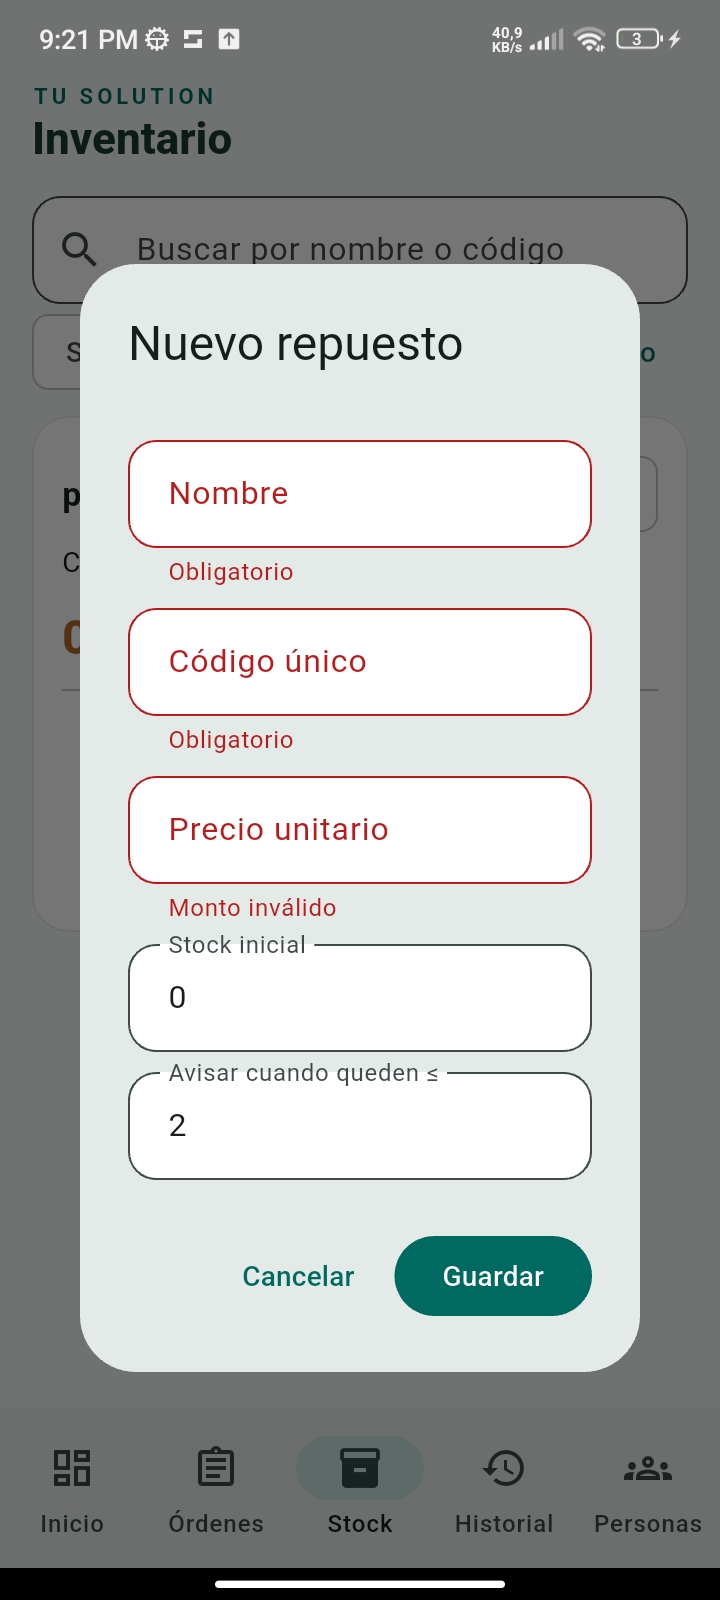 9:21 PM
40,9
KB/s
3
TU SOLUTION
Inventario
Buscar por nombre o código
Nuevo repuesto
Nombre
Obligatorio
Código único
Obligatorio
Precio unitario
Monto inválido
Stock inicial
0
Avisar cuando queden ≤
2
Cancelar
Guardar
Inicio
Órdenes
Stock
Historial
Personas